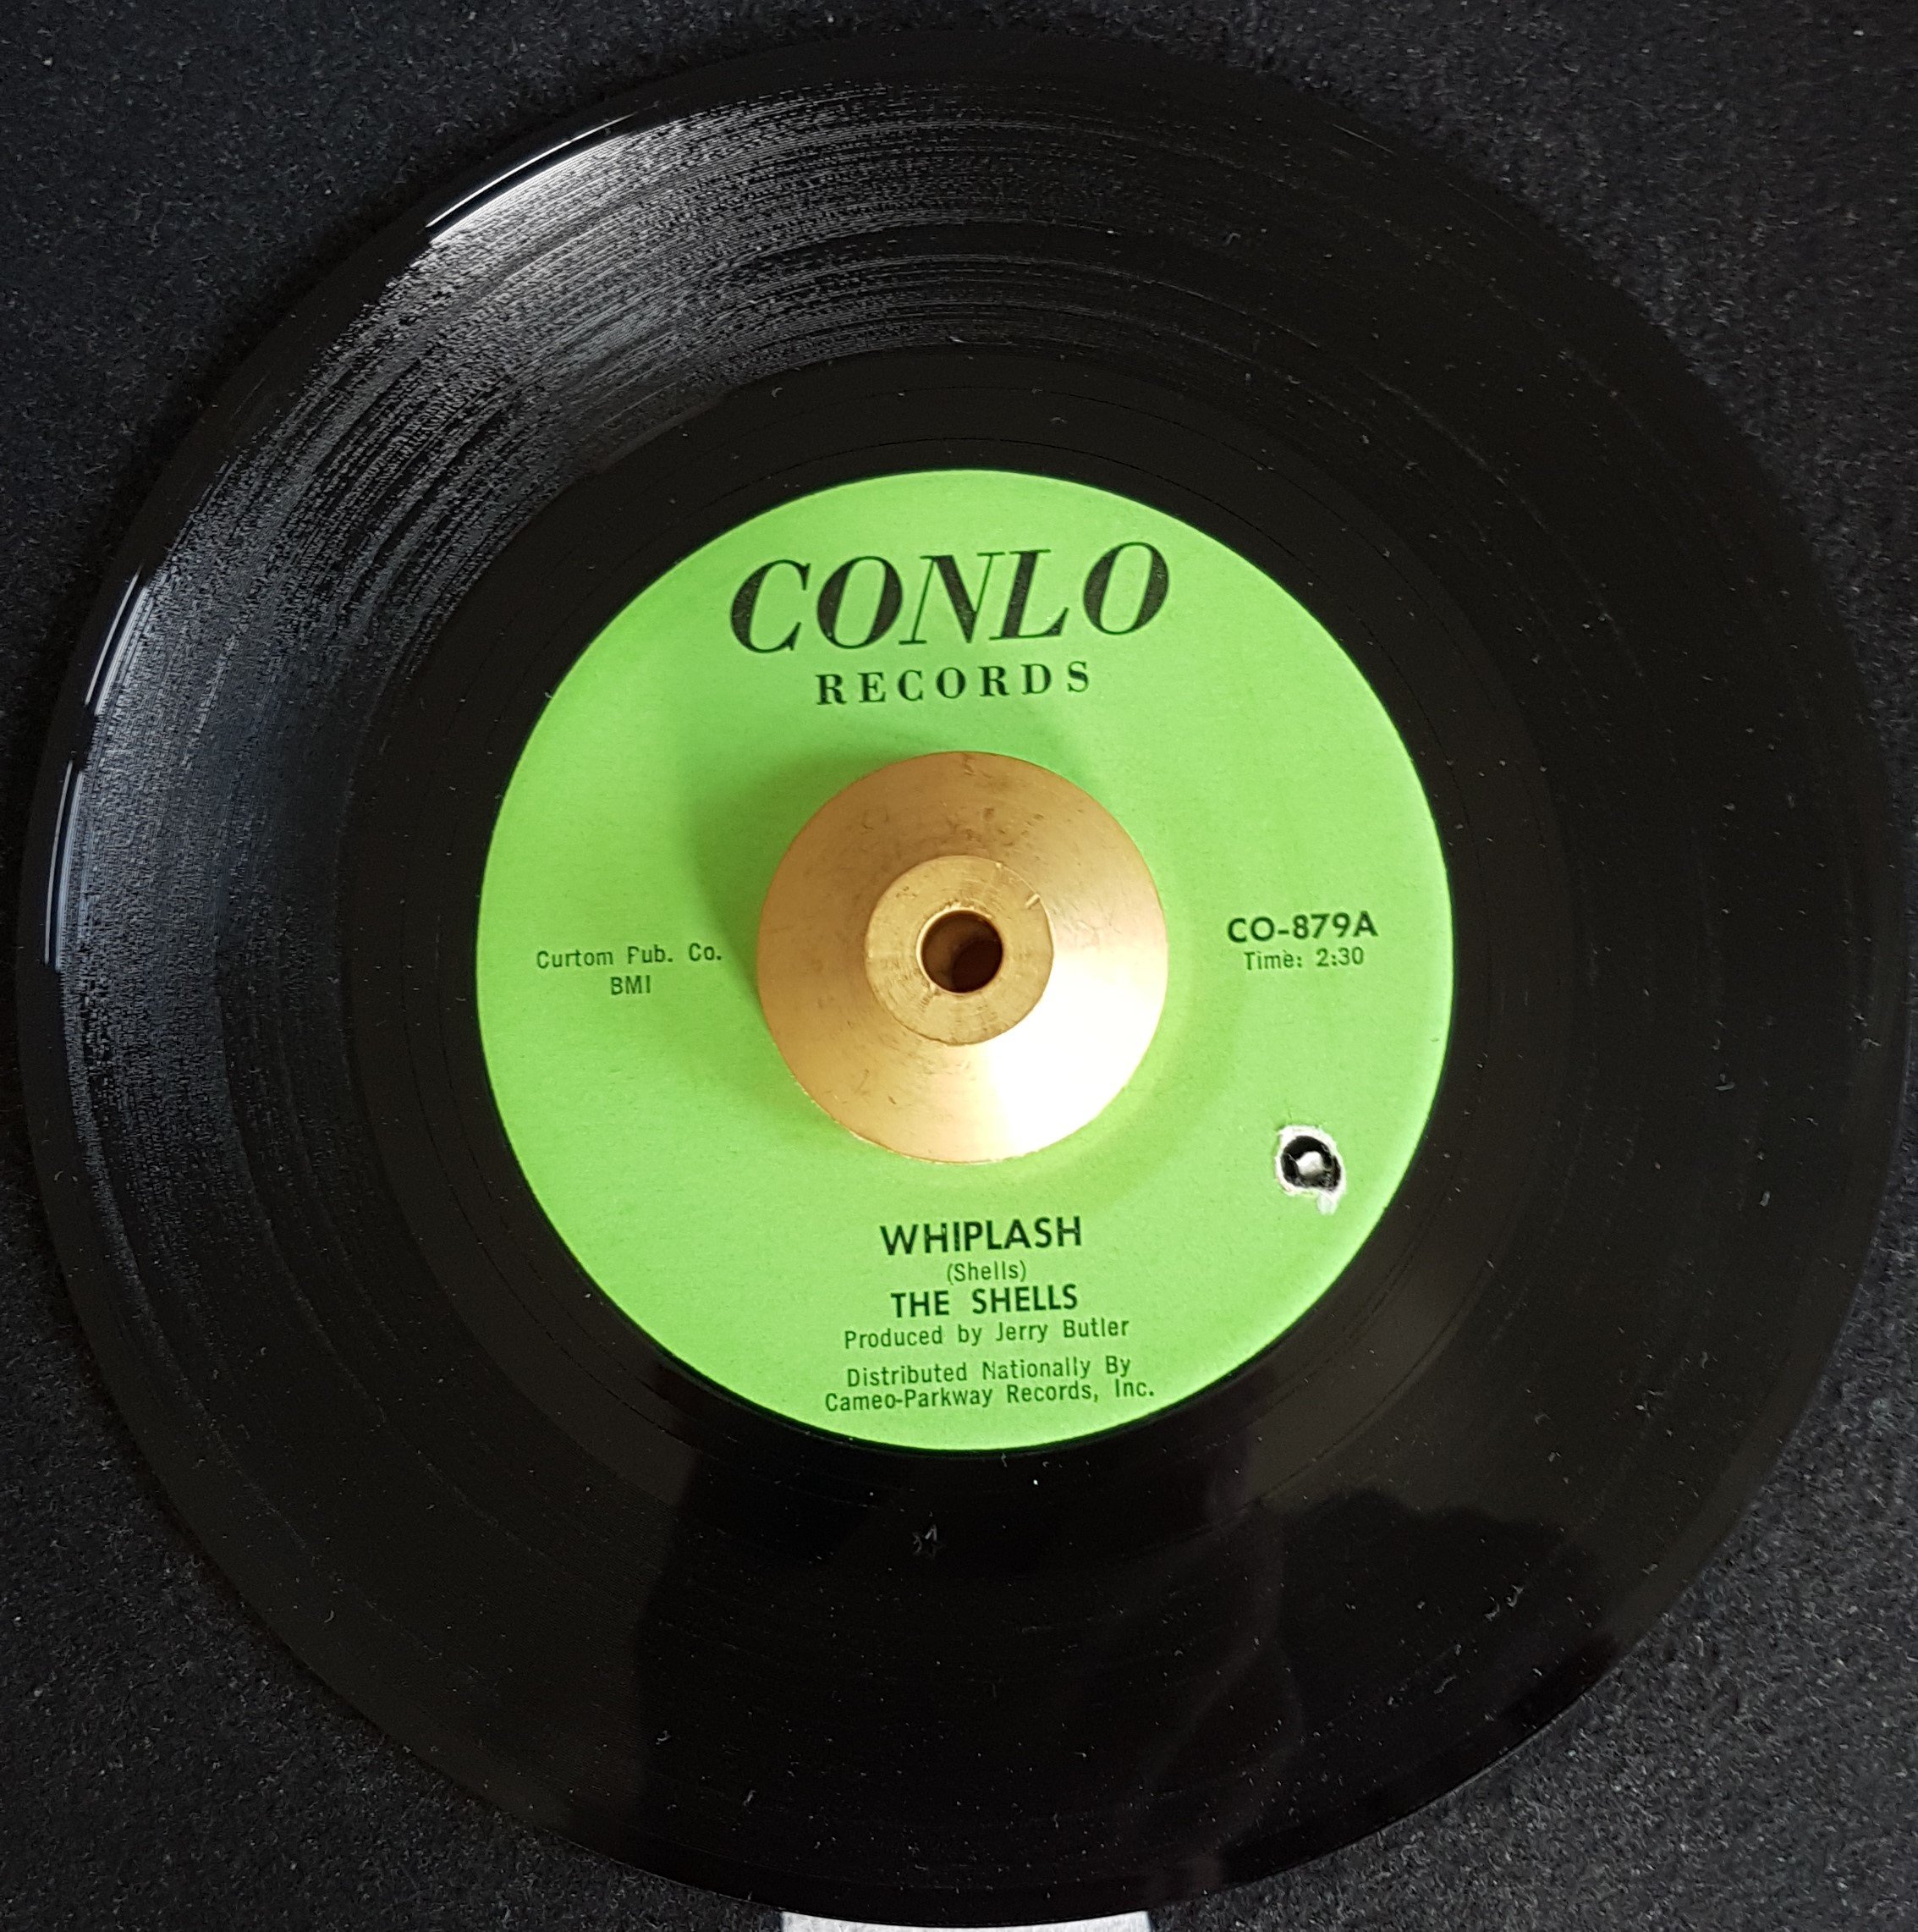 CONLO
RECORDS
Curtom Pub. Co.
BMI
CO-879A
Time: 2:30
WHIPLASH
(Shells)
THE SHELLS
Produced by Jerry Butler
Distributed Nationally By
Cameo-Parkway Records, Inc.